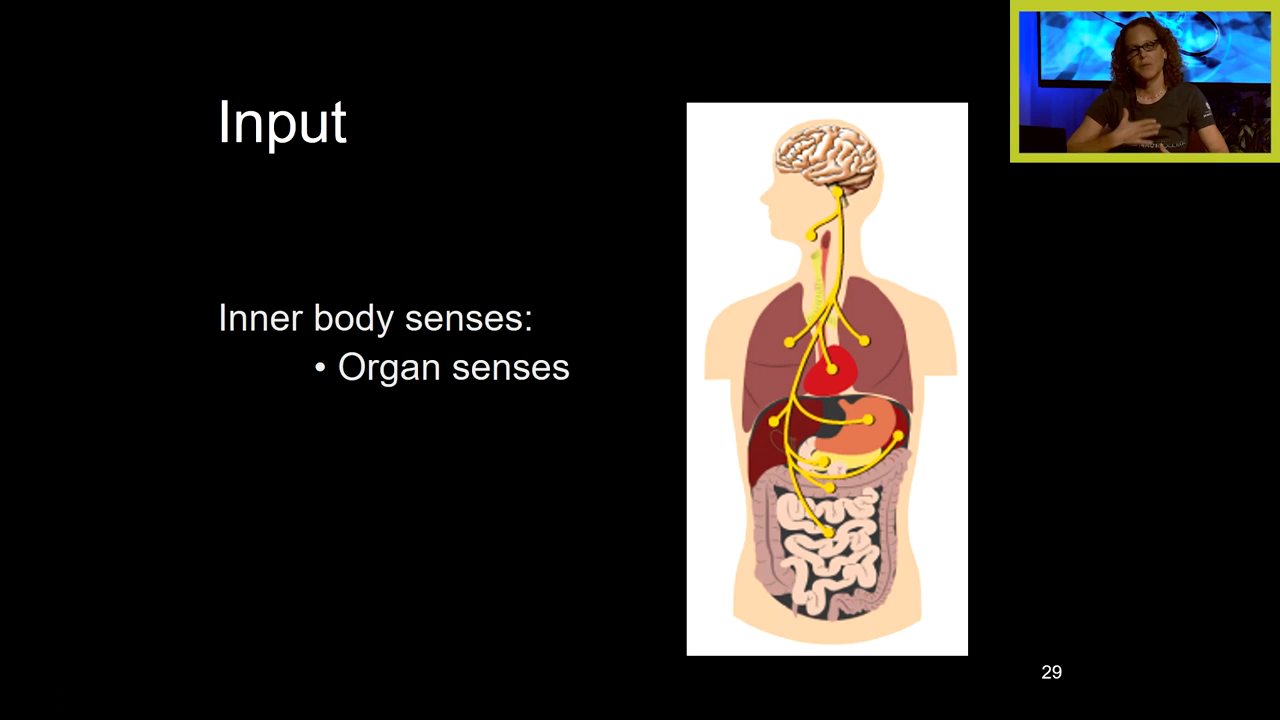 Input
Inner body senses:
• Organ senses
29